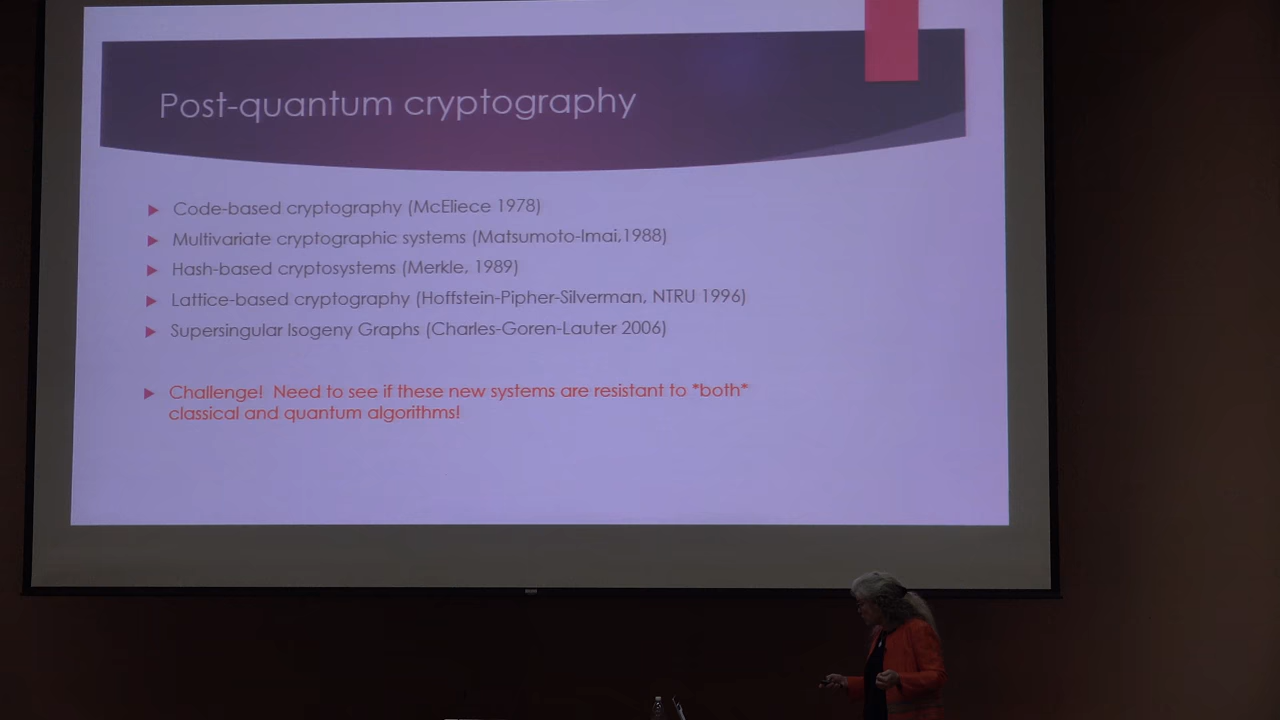 Post-quantum cryptography
Code-based cryptography (McEliece 1978)
Multivariate cryptographic systems (Matsumoto-Imai,1988)
Hash-based cryptosystems (Merkle, 1989)
Lattice-based cryptography (Hoffstein-Pipher-Silverman, NTRU 1996)
Supersingular Isogeny Graphs (Charles-Goren-Lauter 2006)
Challenge! Need to see if these new systems are resistant to *both*
classical and quantum algorithms!